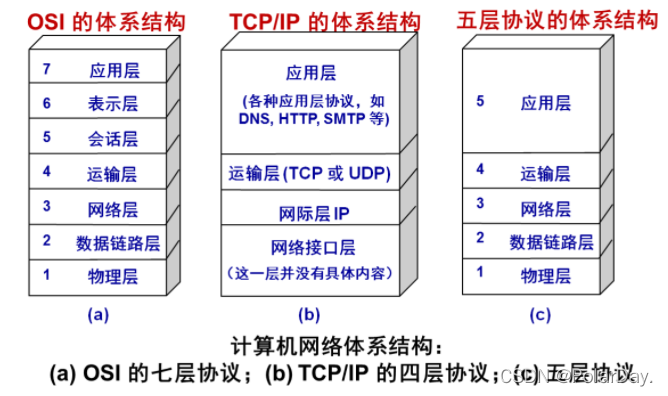 OSI 的体系结构
TCP/IP 的体系结构
五层协议的体系结构
7 应用层
6 表示层
5 会话层
4 运输层
3 网络层
2 数据链路层
1 物理层
(a)
应用层
(各种应用层协议，如
DNS, HTTP, SMTP 等)
运输层(TCP 或 UDP)
网际层 IP
网络接口层
(这一层并没有具体内容)
(b)
5 应用层
4 运输层
3 网络层
2 数据链路层
1 物理层
(c)
计算机网络体系结构：
(a) OSI 的七层协议；(b) TCP/IP 的四层协议；(c) 五层协议
CSDN @PolarDay.